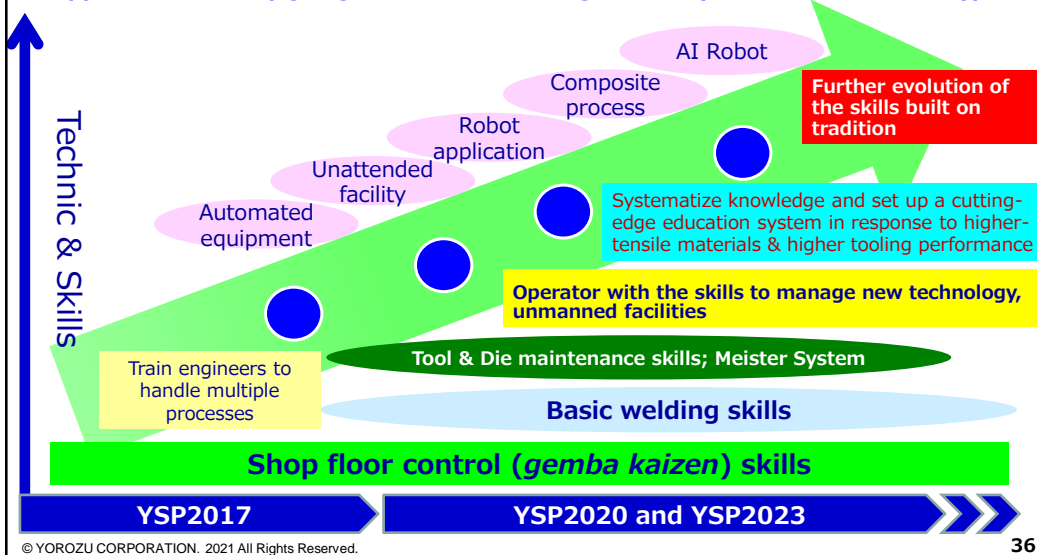 AI Robot
Composite
process
Robot
application
Unattended
facility
Automated
equipment
Technic & Skills
Further evolution of
the skills built on
tradition
Systematize knowledge and set up a cutting-
edge education system in response to higher-
tensile materials & higher tooling performance
Operator with the skills to manage new technology,
unmanned facilities
Tool & Die maintenance skills; Meister System
Train engineers to
handle multiple
processes
Basic welding skills
Shop floor control (gemba kaizen) skills
YSP2017
YSP2020 and YSP2023
© YOROZU CORPORATION. 2021 All Rights Reserved.
36